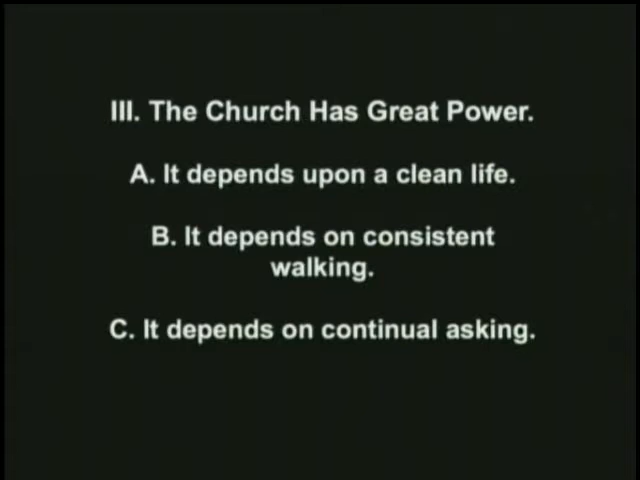 III. The Church Has Great Power.
A. It depends upon a clean life.
B. It depends on consistent
walking.
C. It depends on continual asking.